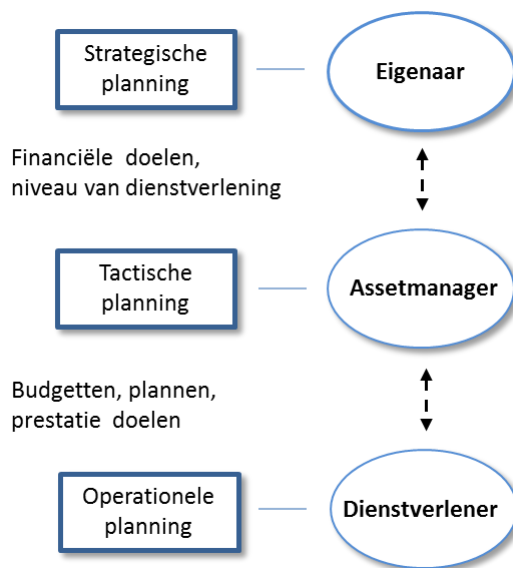 Strategische
planning
Eigenaar
Financiële doelen,
niveau van dienstverlening
Tactische
planning
Assetmanager
Budgetten, plannen,
prestatie doelen
Operationele
planning
Dienstverlener